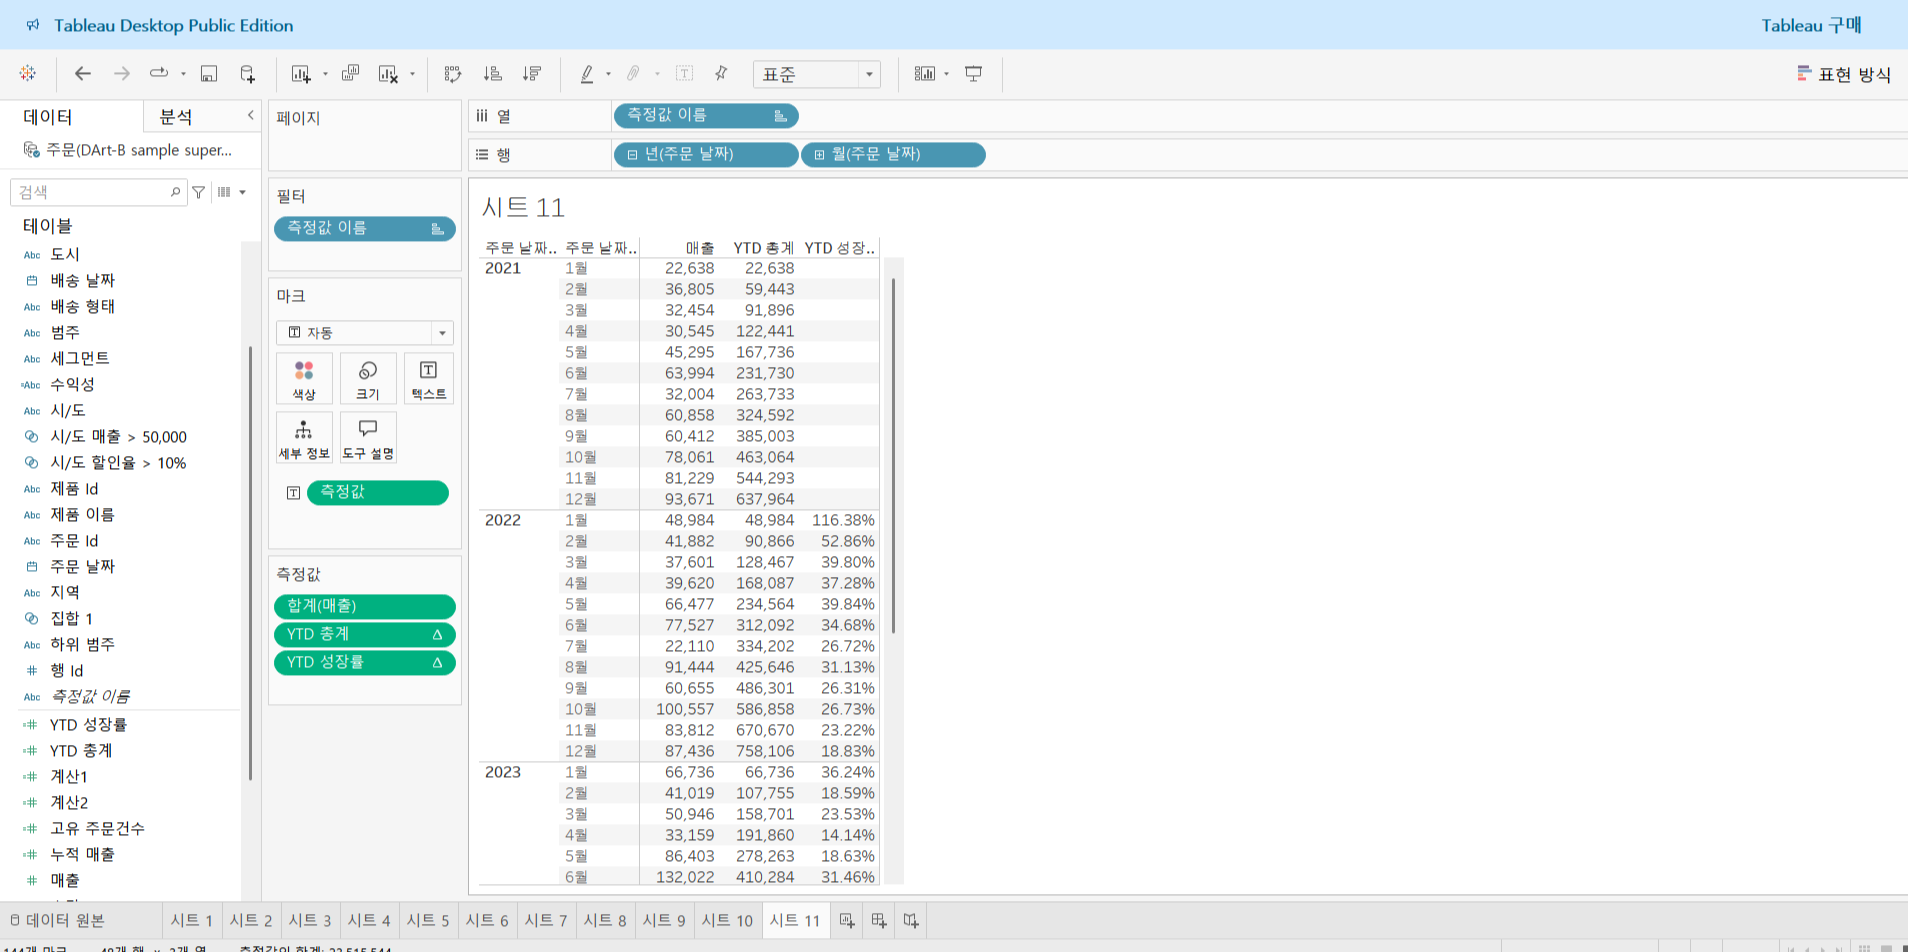 Tableau Desktop Public Edition
Tableau 구매
표준
표현 방식
데이터
분석
주문(DArt-B sample super...
검색
테이블
Abc 도시
배송 날짜
Abc 배송 형태
Abc 범주
Abc 세그먼트
=Abc 수익성
Abc 시/도
시/도 매출 > 50,000
시/도 할인율 > 10%
Abc 제품 Id
Abc 제품 이름
Abc 주문 Id
주문 날짜
Abc 지역
집합 1
Abc 하위 범주
# 행 Id
Abc 측정값 이름
=# YTD 성장률
=# YTD 총계
=# 계산1
=# 계산2
=# 고유 주문건수
=# 누적 매출
# 매출
페이지
필터
측정값 이름
마크
자동
색상
크기
텍스트
세부 정보
도구 설명
측정값
측정값
합계(매출)
YTD 총계 Δ
YTD 성장률 Δ
열
측정값 이름
행
년(주문 날짜)
월(주문 날짜)
시트 11
주문 날짜.. 주문 날짜.. 매출 YTD 총계 YTD 성장..
2021 1월 22,638 22,638
2월 36,805 59,443
3월 32,454 91,896
4월 30,545 122,441
5월 45,295 167,736
6월 63,994 231,730
7월 32,004 263,733
8월 60,858 324,592
9월 60,412 385,003
10월 78,061 463,064
11월 81,229 544,293
12월 93,671 637,964
2022 1월 48,984 48,984 116.38%
2월 41,882 90,866 52.86%
3월 37,601 128,467 39.80%
4월 39,620 168,087 37.28%
5월 66,477 234,564 39.84%
6월 77,527 312,092 34.68%
7월 22,110 334,202 26.72%
8월 91,444 425,646 31.13%
9월 60,655 486,301 26.31%
10월 100,557 586,858 26.73%
11월 83,812 670,670 23.22%
12월 87,436 758,106 18.83%
2023 1월 66,736 66,736 36.24%
2월 41,019 107,755 18.59%
3월 50,946 158,701 23.53%
4월 33,159 191,860 14.14%
5월 86,403 278,263 18.63%
6월 132,022 410,284 31.46%
데이터 원본
시트 1
시트 2
시트 3
시트 4
시트 5
시트 6
시트 7
시트 8
시트 9
시트 10
시트 11